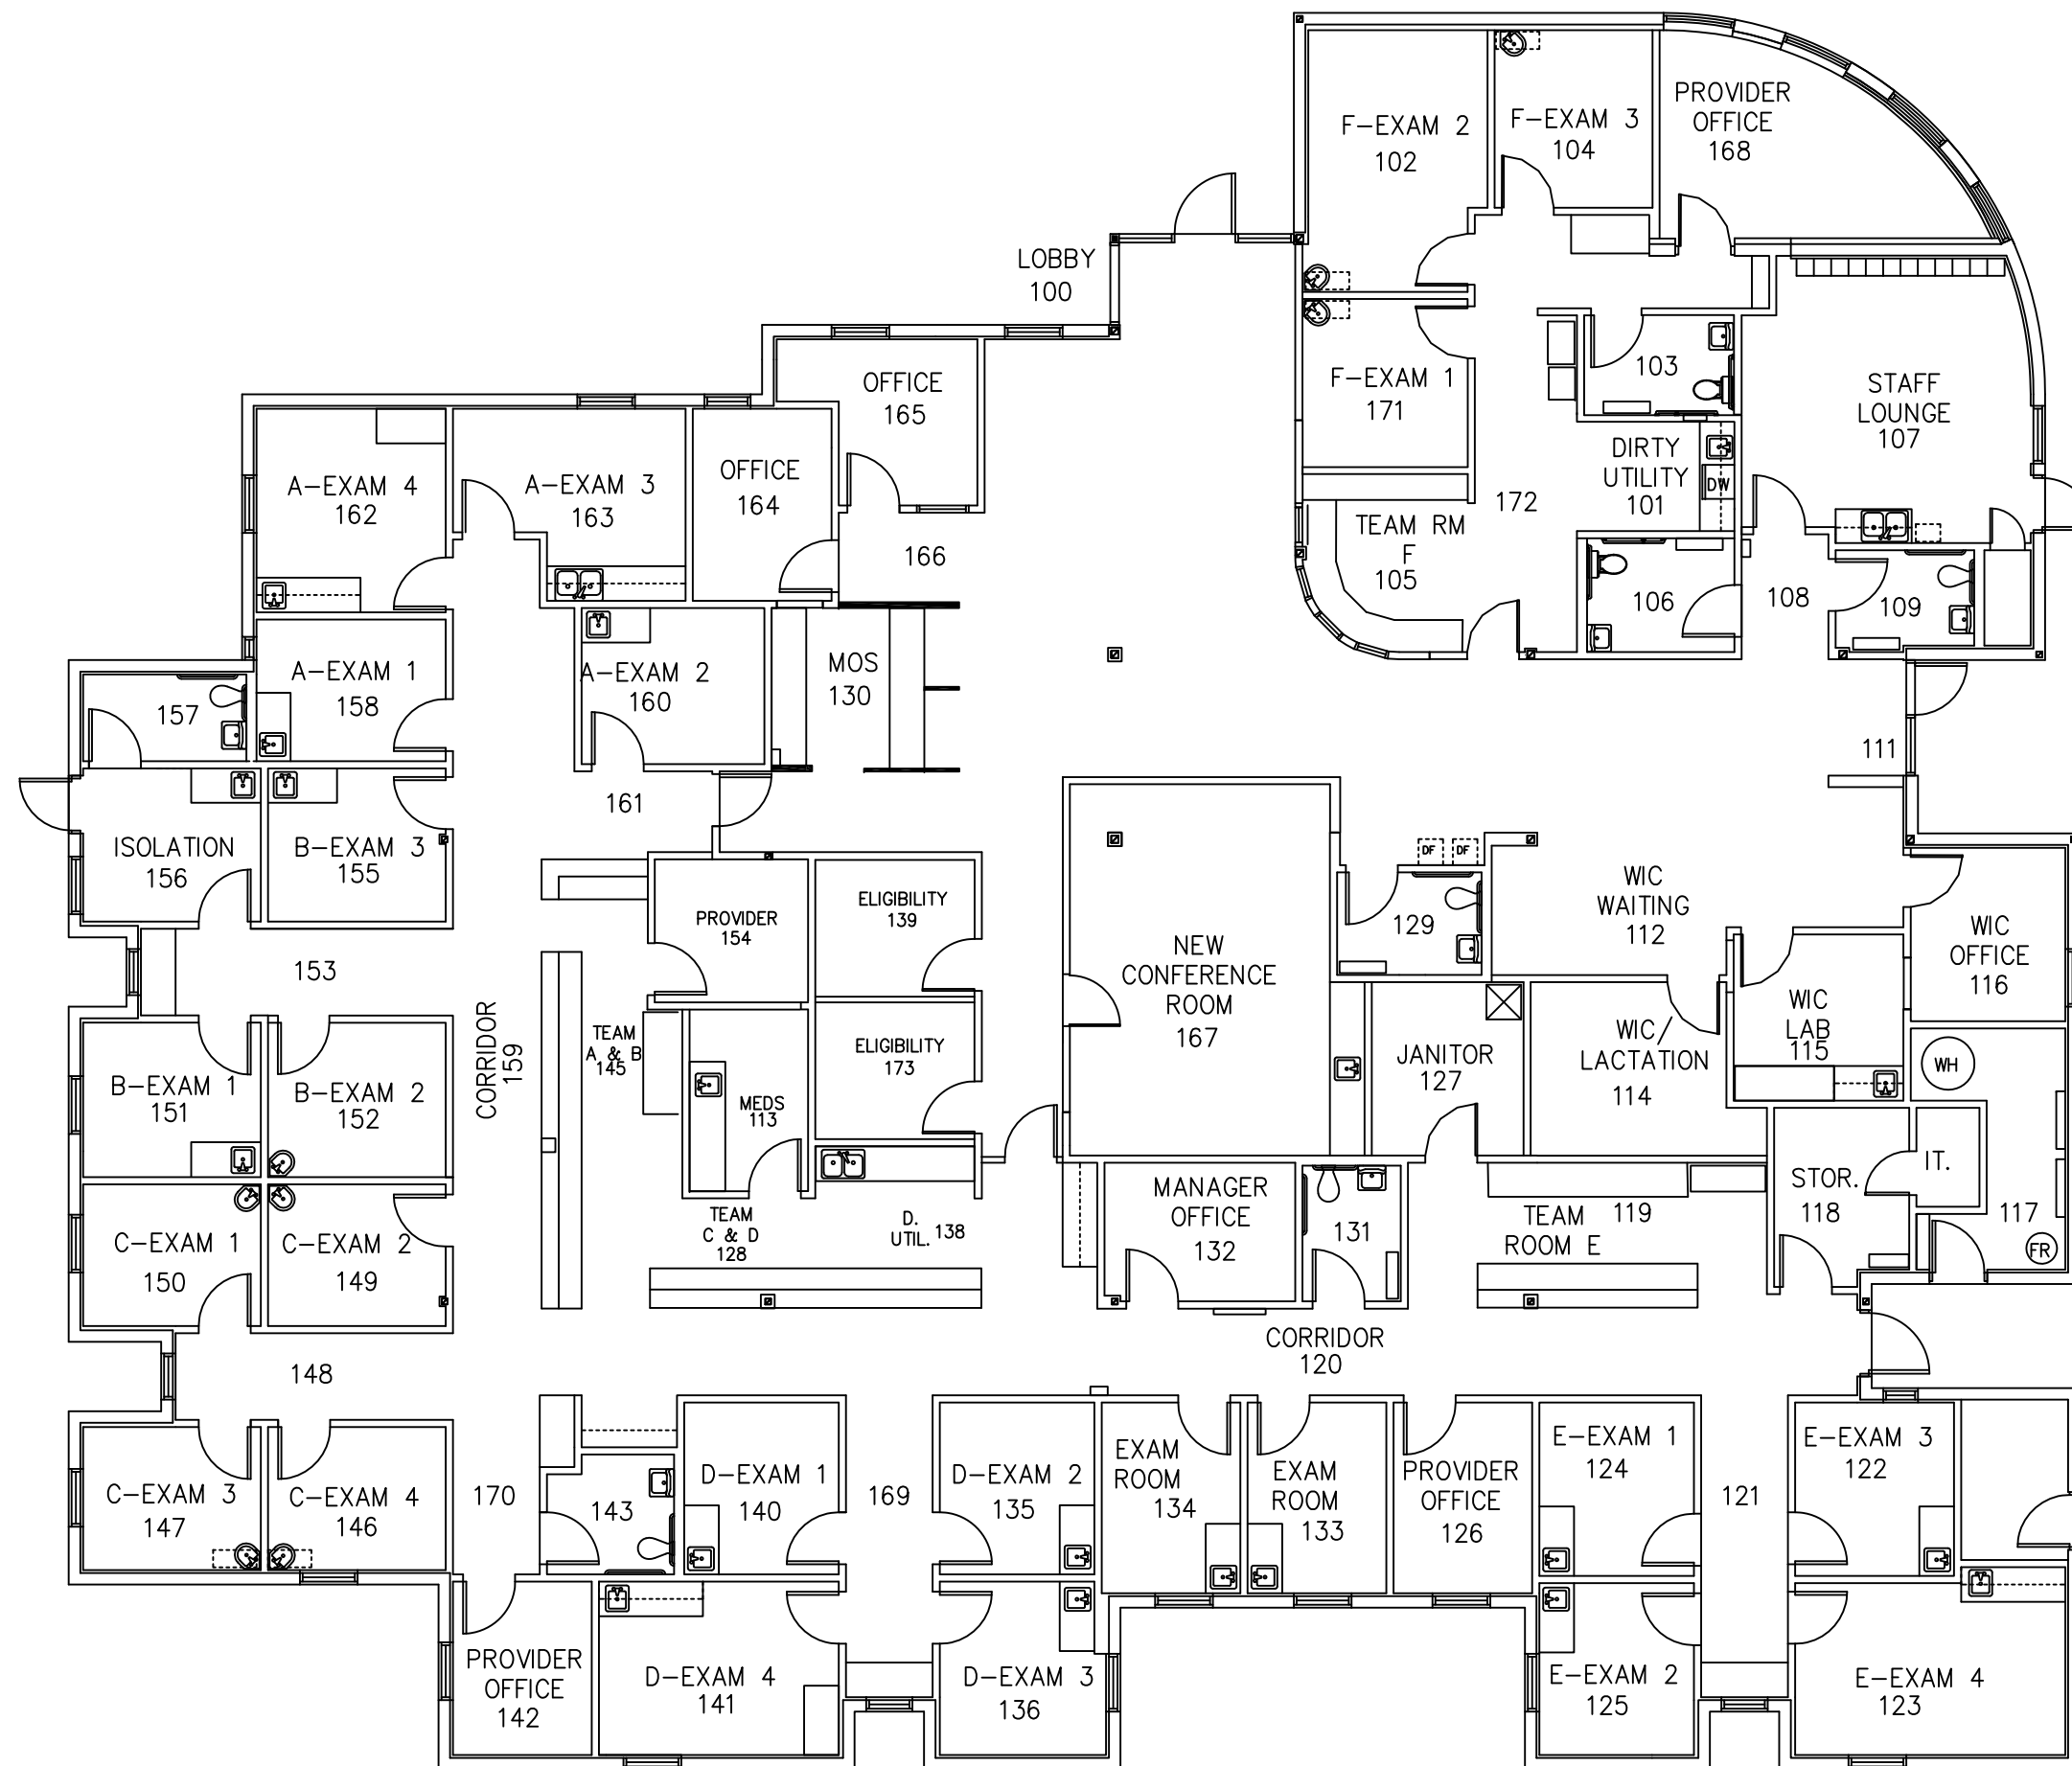 PROVIDER
OFFICE
168
F-EXAM 2
102
F-EXAM 3
104
LOBBY
100
F-EXAM 1
171
103
STAFF
LOUNGE
107
OFFICE
165
DIRTY
UTILITY
101
DW
172
TEAM RM
F
105
106
108
109
A-EXAM 4
162
A-EXAM 3
163
OFFICE
164
166
A-EXAM 1
158
A-EXAM 2
160
MOS
130
157
111
161
ISOLATION
156
B-EXAM 3
155
PROVIDER
154
ELIGIBILITY
139
NEW
CONFERENCE
ROOM
167
DF
DF
129
WIC
WAITING
112
WIC
OFFICE
116
153
CORRIDOR
159
TEAM
A & B
145
MEDS
113
ELIGIBILITY
173
JANITOR
127
WIC/
LACTATION
114
WIC
LAB
115
WH
B-EXAM 1
151
B-EXAM 2
152
C-EXAM 1
150
C-EXAM 2
149
TEAM
C & D
128
D.
UTIL. 138
MANAGER
OFFICE
132
131
TEAM
ROOM E
119
STOR.
118
IT.
117
FR
CORRIDOR
120
148
C-EXAM 3
147
C-EXAM 4
146
170
143
D-EXAM 1
140
169
D-EXAM 2
135
EXAM
ROOM
134
EXAM
ROOM
133
PROVIDER
OFFICE
126
E-EXAM 1
124
121
E-EXAM 3
122
PROVIDER
OFFICE
142
D-EXAM 4
141
D-EXAM 3
136
E-EXAM 2
125
E-EXAM 4
123